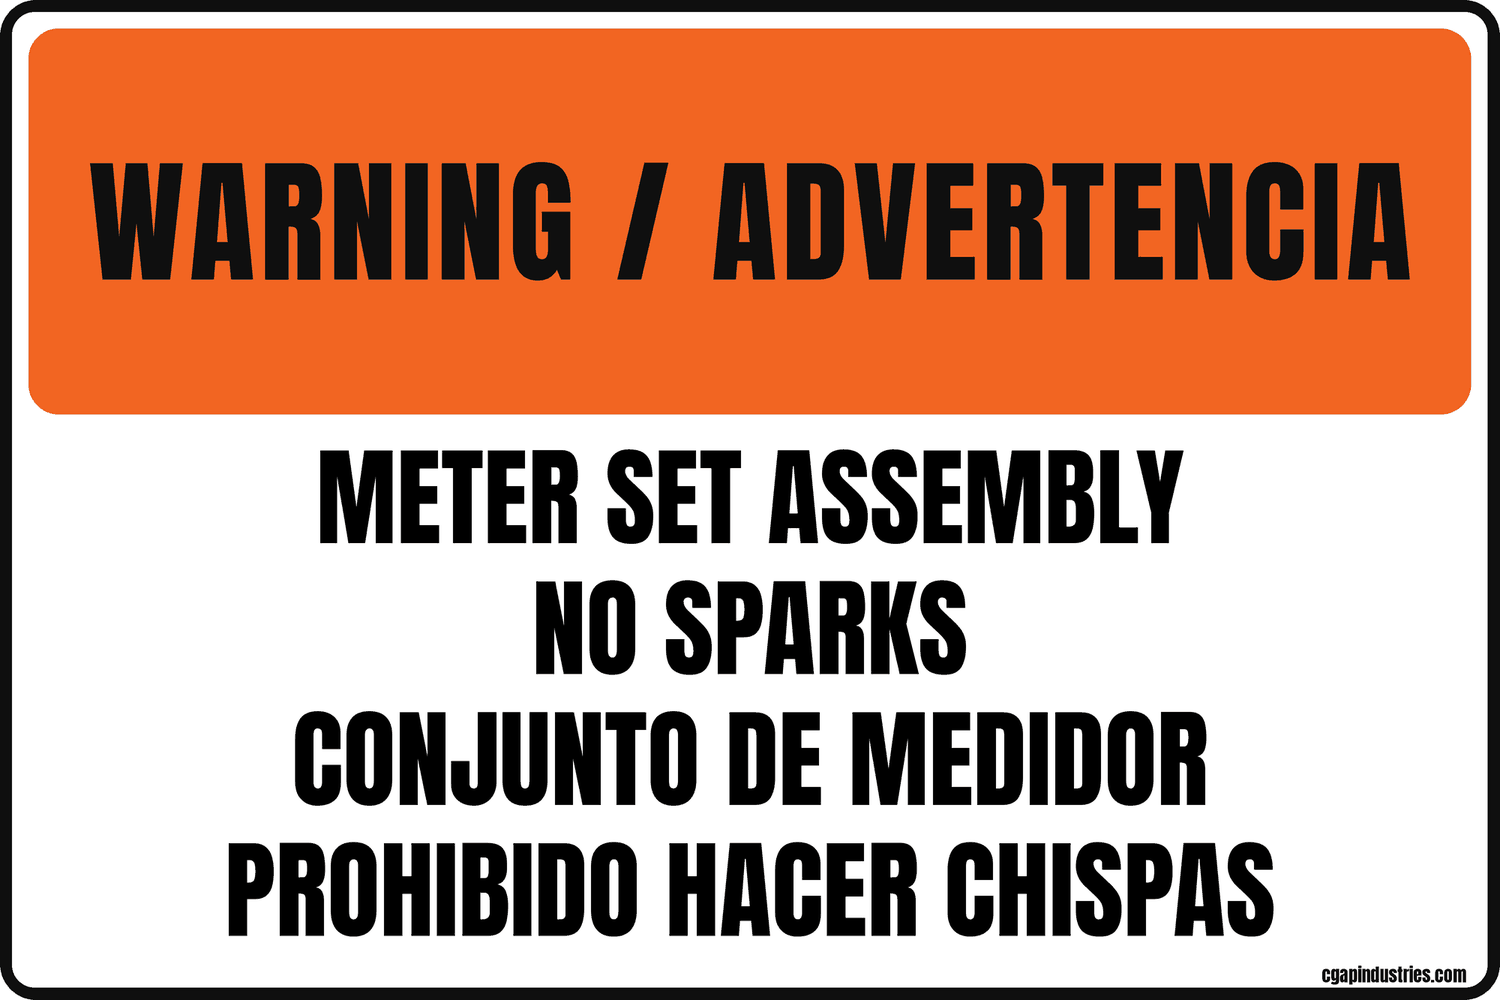 WARNING / ADVERTENCIA
METER SET ASSEMBLY
NO SPARKS
CONJUNTO DE MEDIDOR
PROHIBIDO HACER CHISPAS
cgapindustries.com